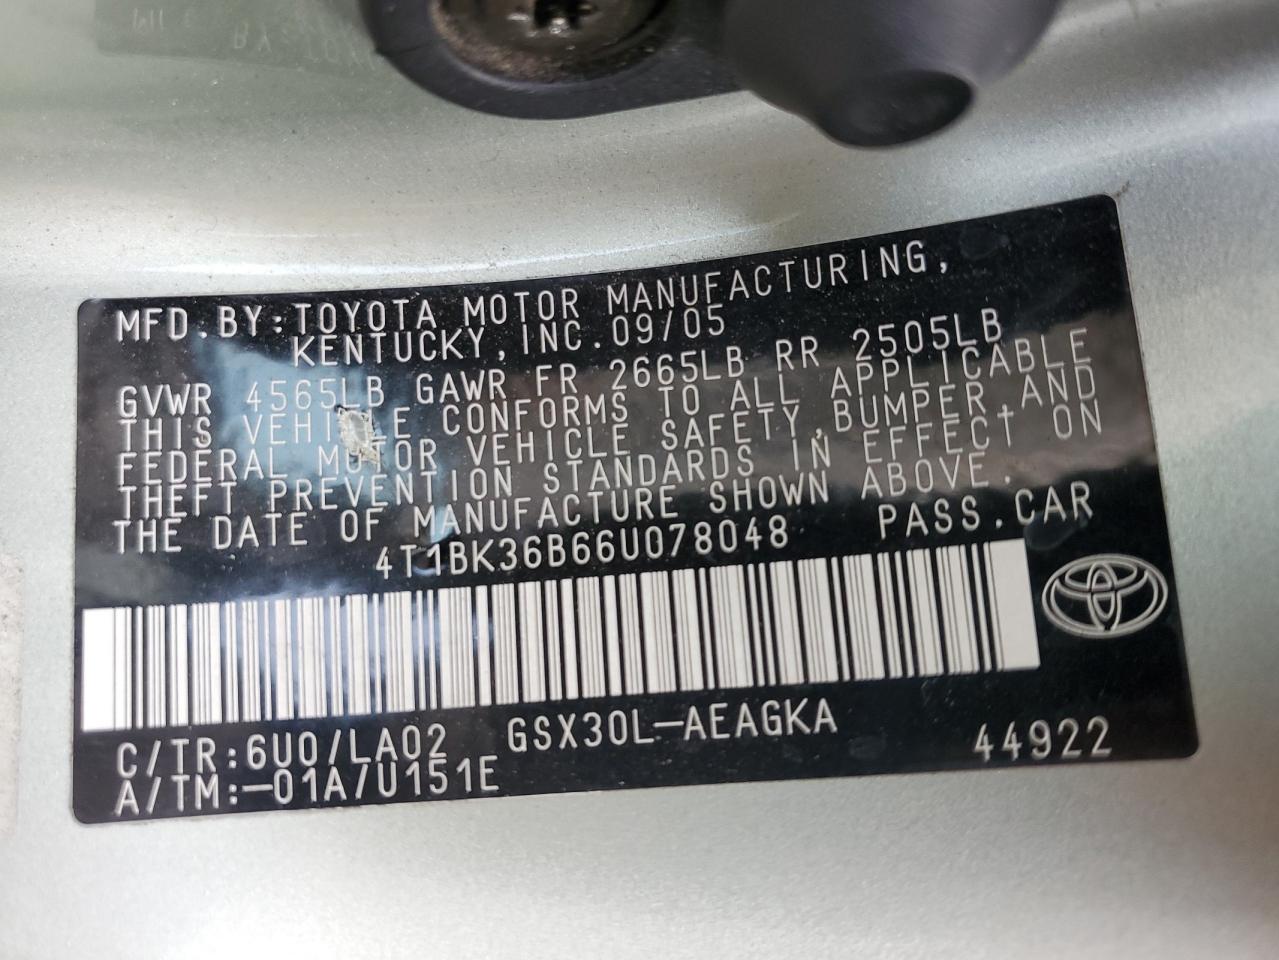 MFD.BY:TOYOTA MOTOR MANUFACTURING,
KENTUCKY,INC.09/05
GVWR 4565LB GAWR FR 2665LB RR 2505LB
THIS VEHICLE CONFORMS TO ALL APPLICABLE
FEDERAL MOTOR VEHICLE SAFETY,BUMPER,AND
THEFT PREVENTION STANDARDS IN EFFECT ON
THE DATE OF MANUFACTURE SHOWN ABOVE.
4T1BK36B66U078048 PASS.CAR
C/TR:6U0/LA02 GSX30L-AEAGKA 44922
A/TM:-01A/U151E